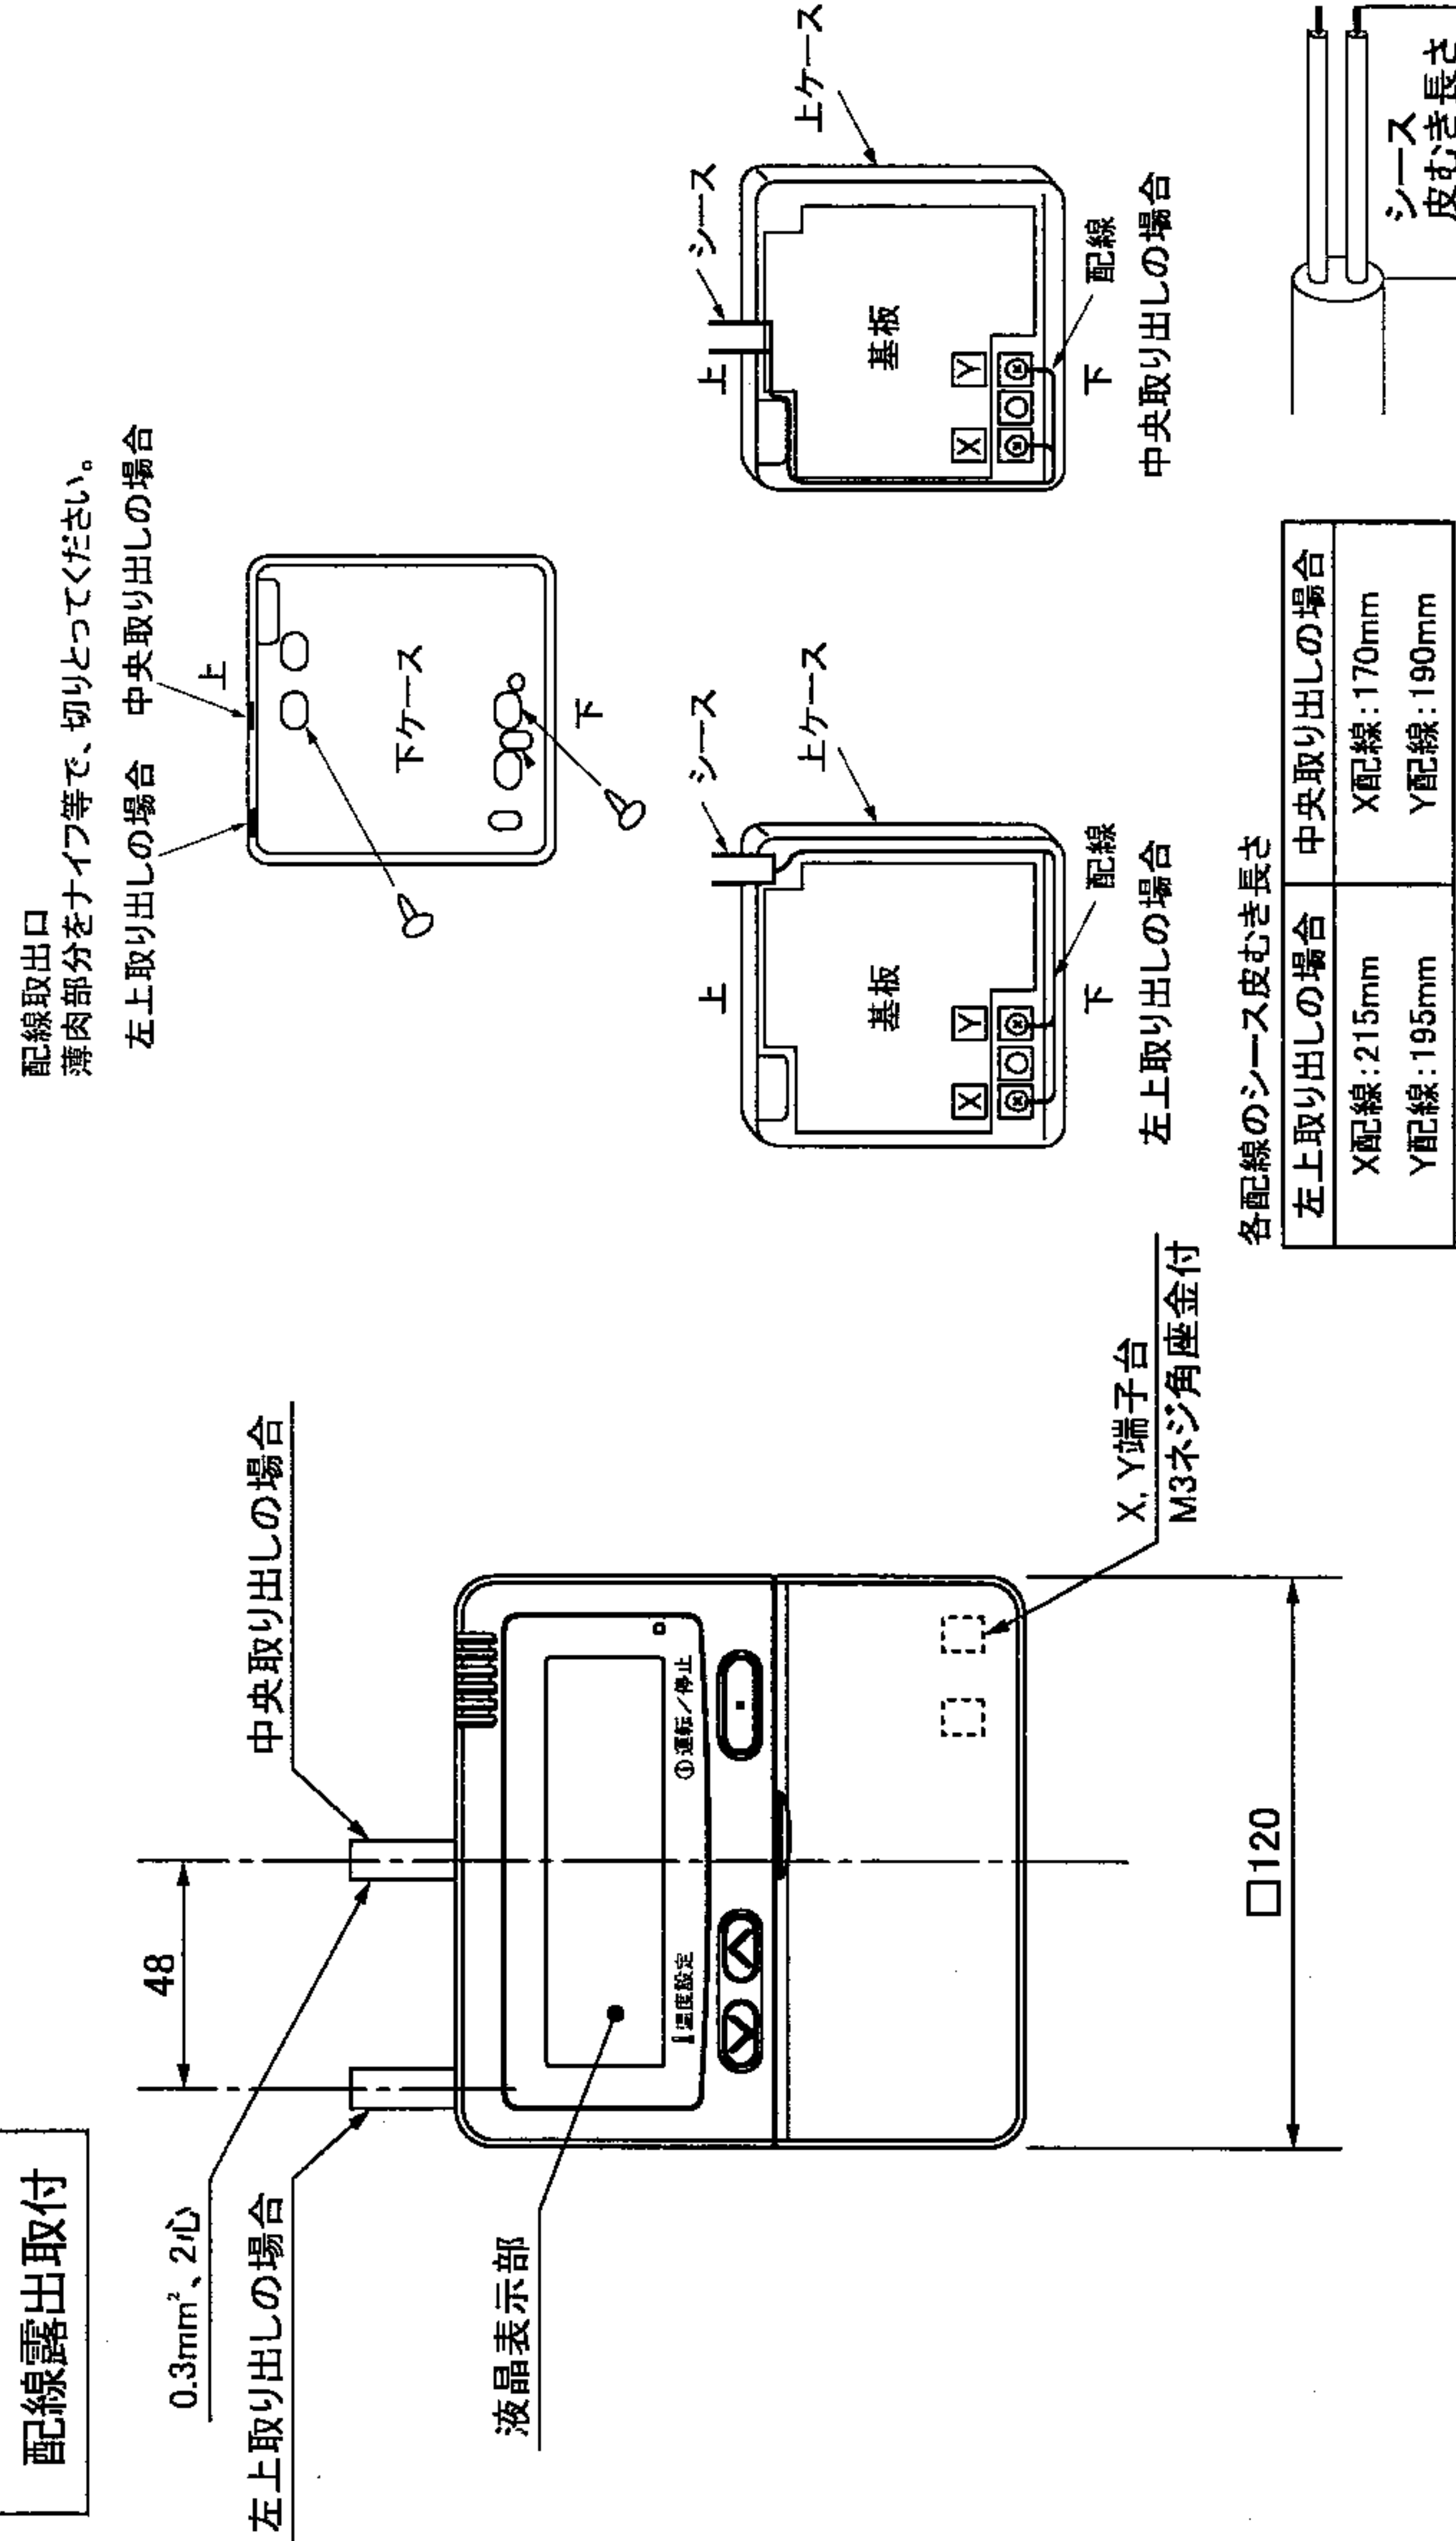 配線露出取付
0.3mm²、2心
左上取り出しの場合
48
中央取り出しの場合
液晶表示部
温度設定
運転／停止
X, Y端子台
M3ネジ角座金付
□120
配線取出口
薄肉部分をナイフ等で、切りとってください。
左上取り出しの場合 中央取り出しの場合
上
下ケース
下
上
シース
上ケース
基板
X Y
配線
下
左上取り出しの場合
上
シース
上ケース
基板
X Y
配線
下
中央取り出しの場合
各配線のシース皮むき長さ
左上取り出しの場合 中央取り出しの場合
X配線：215mm X配線：170mm
Y配線：195mm Y配線：190mm
シース
皮むき長さ